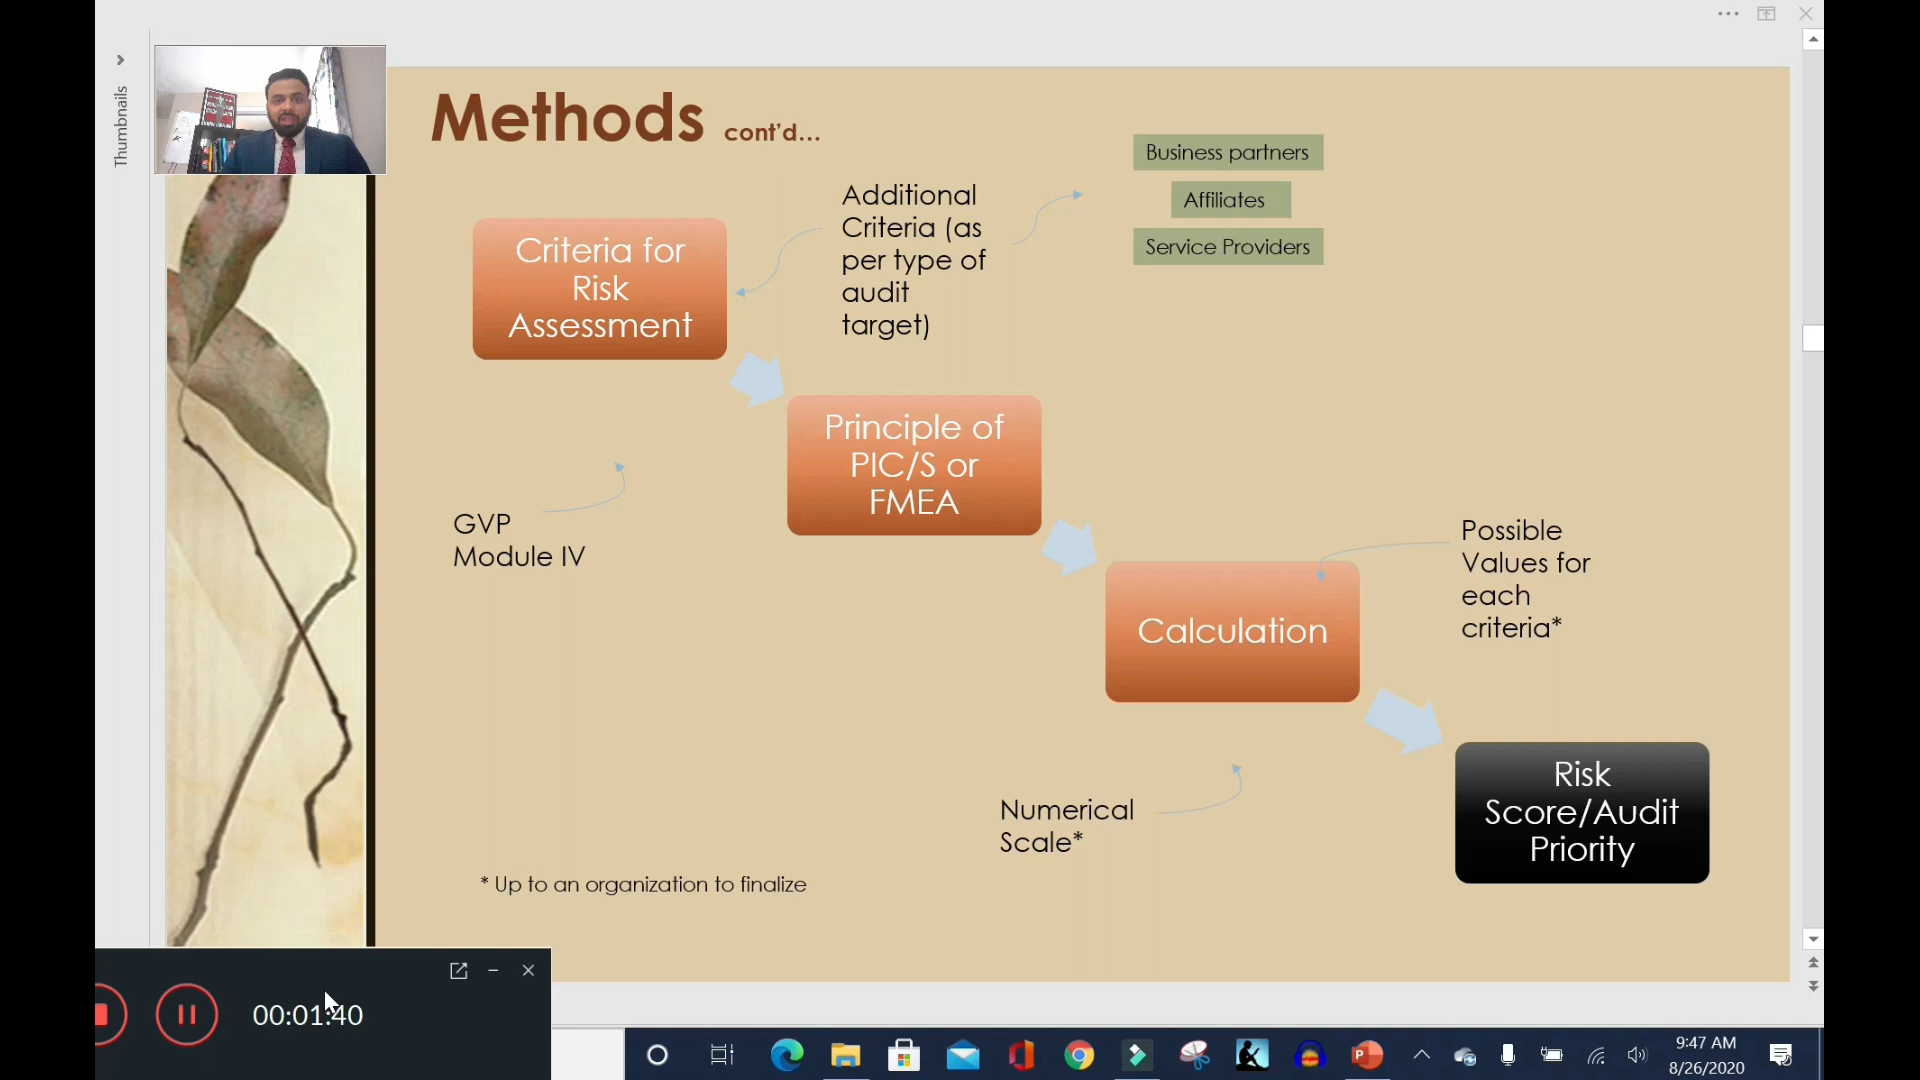 Thumbnails
Methods cont'd...
Business partners
Affiliates
Service Providers
Additional
Criteria (as
per type of
audit
target)
Criteria for
Risk
Assessment
Principle of
PIC/S or
FMEA
GVP
Module IV
Possible
Values for
each
criteria*
Calculation
Numerical
Scale*
Risk
Score/Audit
Priority
* Up to an organization to finalize
00:01:40
9:47 AM
8/26/2020